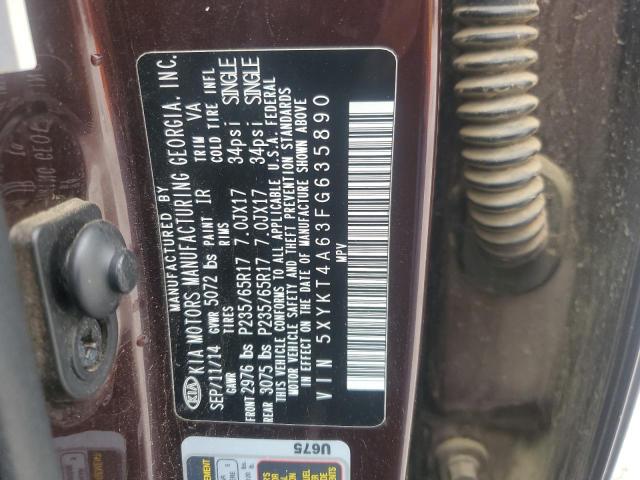 MANUFACTURED BY
KIA KIA MOTORS MANUFACTURING GEORGIA. INC.
SEP/11/14 GVWR 5072 lbs PAINT IR TRIM VA
GAWR TIRES RIMS COLD TIRE INFL
FRONT 2976 lbs P235/65R17 7.0JX17 34psi SINGLE
REAR 3075 lbs P235/65R17 7.0JX17 34psi SINGLE
THIS VEHICLE CONFORMS TO ALL APPLICABLE U.S.A. FEDERAL
MOTOR VEHICLE SAFETY AND THEFT PREVENTION STANDARDS
IN EFFECT ON THE DATE OF MANUFACTURE SHOWN ABOVE
VIN 5XYKT4A63FG635890
MPV
U675